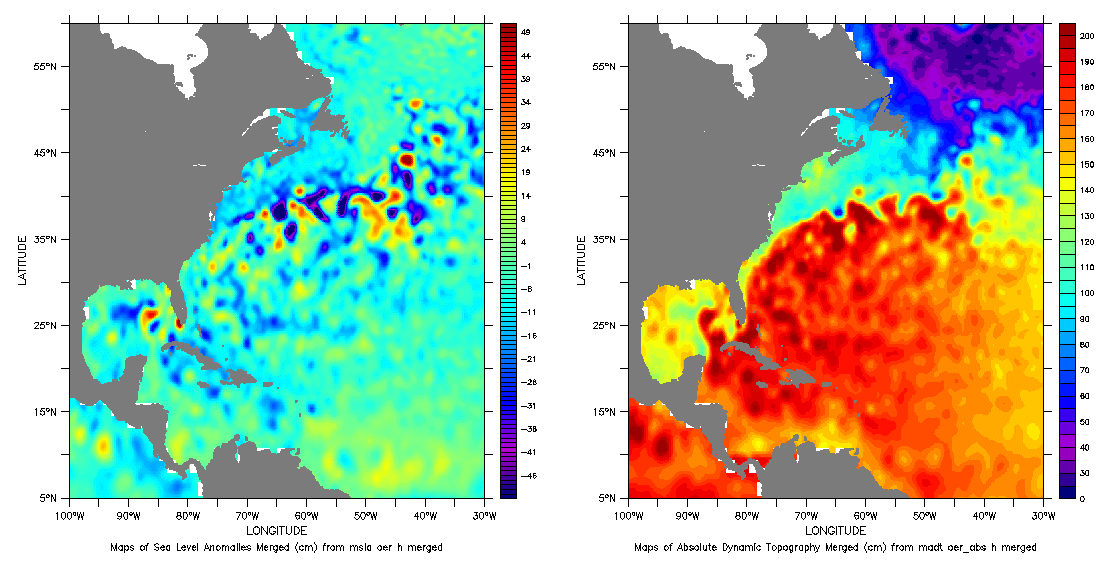 55°N
45°N
35°N
25°N
15°N
5°N
LATITUDE
100°W 90°W 80°W 70°W 60°W 50°W 40°W 30°W
LONGITUDE
49
44
39
34
29
24
19
14
9
4
-1
-6
-11
-16
-21
-26
-31
-36
-41
-46
Maps of Sea Level Anomalies Merged (cm) from msla oer h merged
55°N
45°N
35°N
25°N
15°N
5°N
LATITUDE
100°W 90°W 80°W 70°W 60°W 50°W 40°W 30°W
LONGITUDE
200
190
180
170
160
150
140
130
120
110
100
90
80
70
60
50
40
30
20
10
0
Maps of Absolute Dynamic Topography Merged (cm) from madt oer_abs h merged